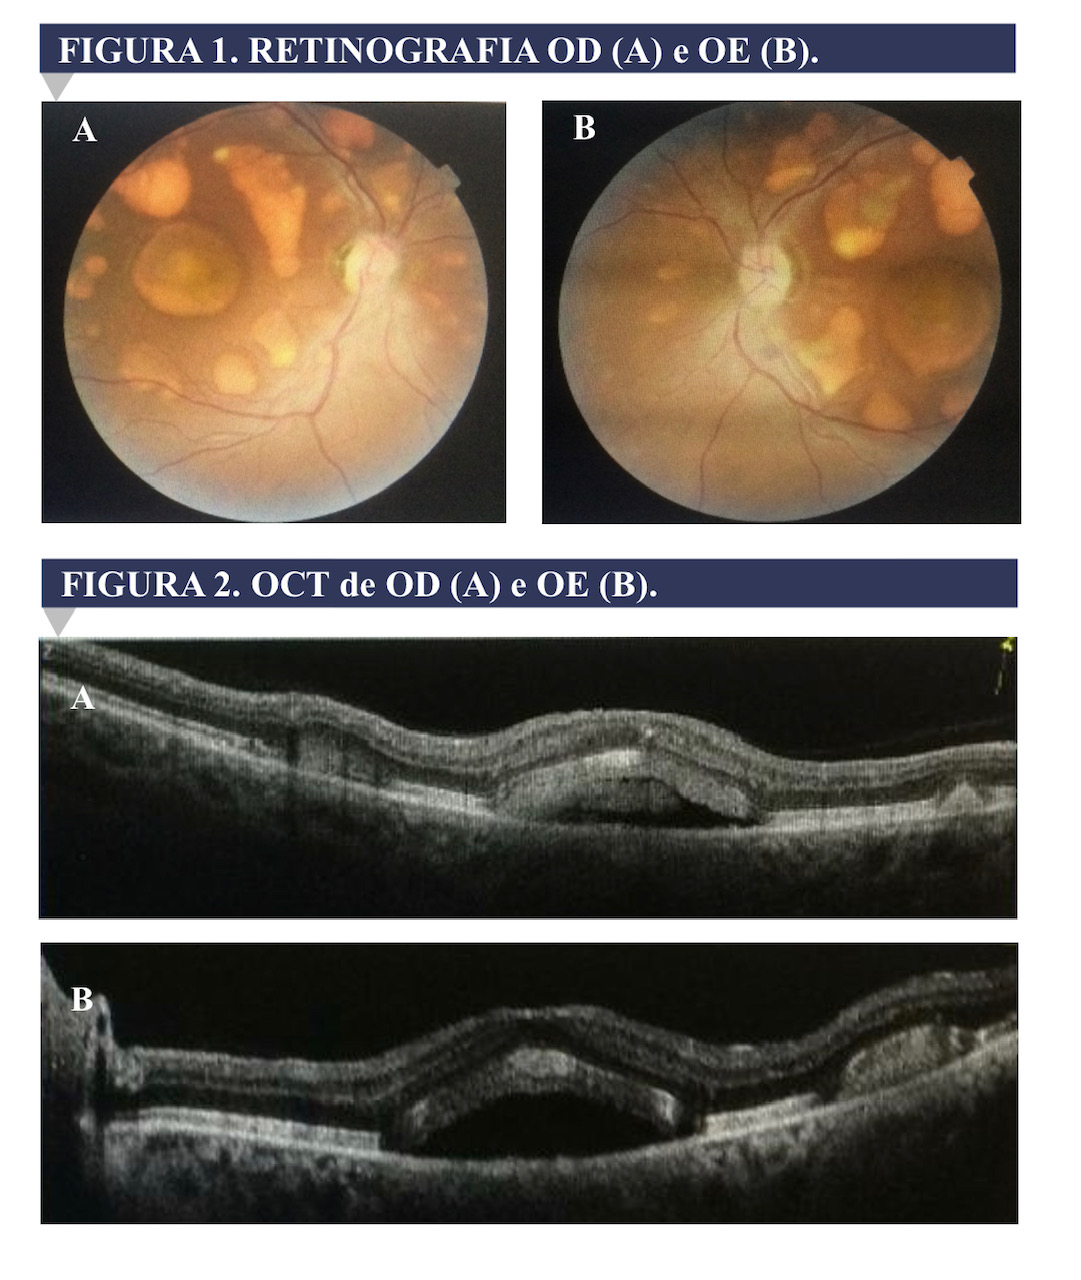 FIGURA 1. RETINOGRAFIA OD (A) e OE (B).
A
B
FIGURA 2. OCT de OD (A) e OE (B).
A
B